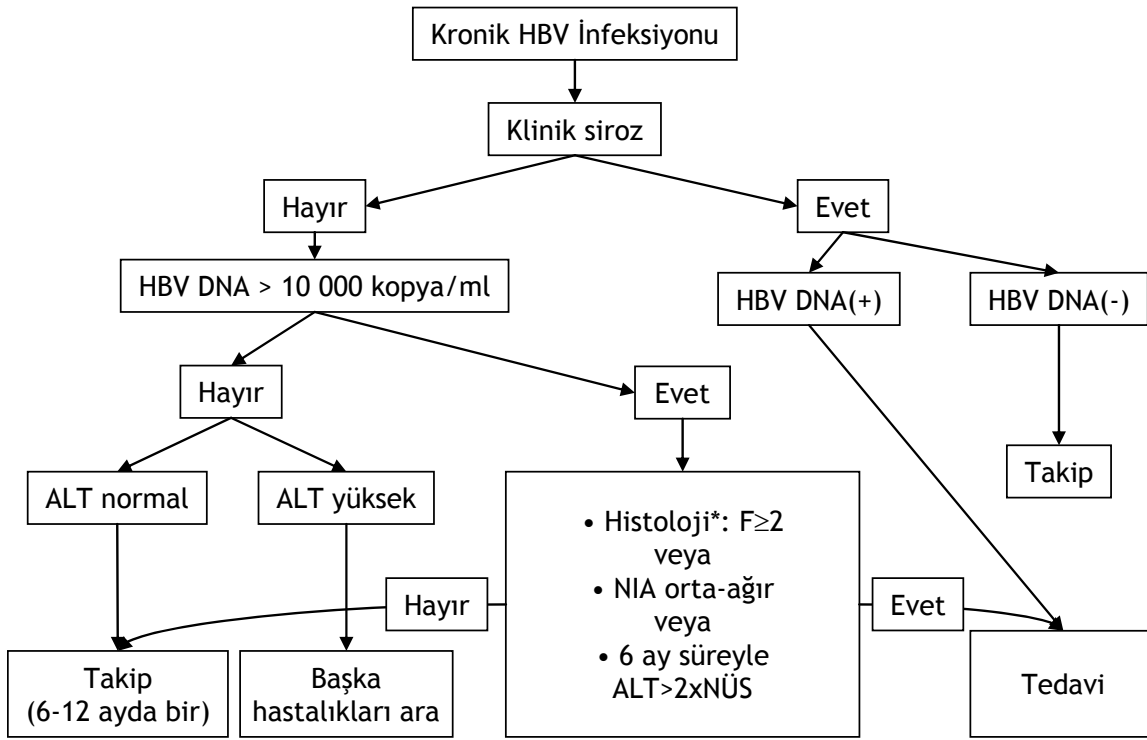 Kronik HBV İnfeksiyonu
Klinik siroz
Hayır
Evet
HBV DNA > 10 000 kopya/ml
HBV DNA(+)
HBV DNA(-)
Hayır
Evet
Takip
ALT normal
ALT yüksek
• Histoloji*: F≥2
veya
• NIA orta-ağır
veya
• 6 ay süreyle
ALT>2xNÜS
Hayır
Evet
Takip
(6-12 ayda bir)
Başka
hastalıkları ara
Tedavi